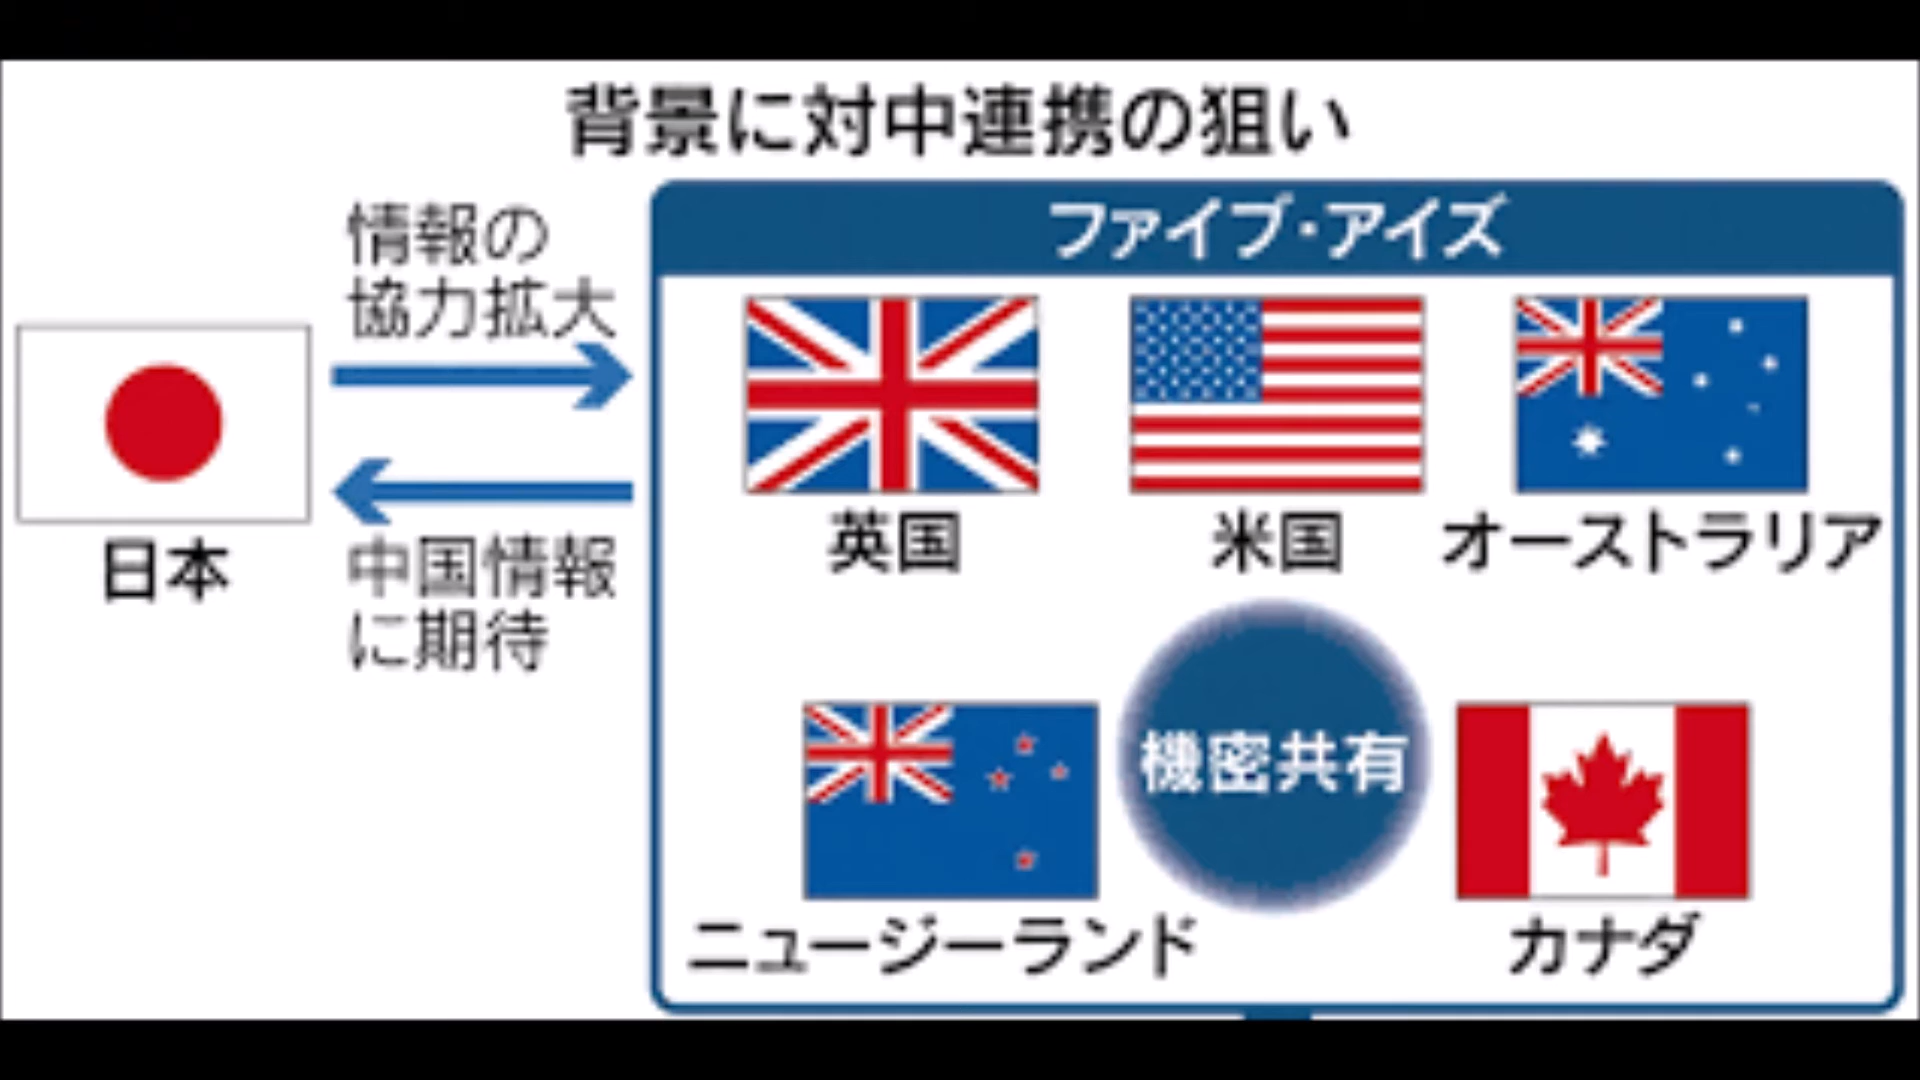 背景に対中連携の狙い
情報の
協力拡大
日本
中国情報
に期待
ファイブ・アイズ
英国
米国
オーストラリア
機密共有
ニュージーランド
カナダ